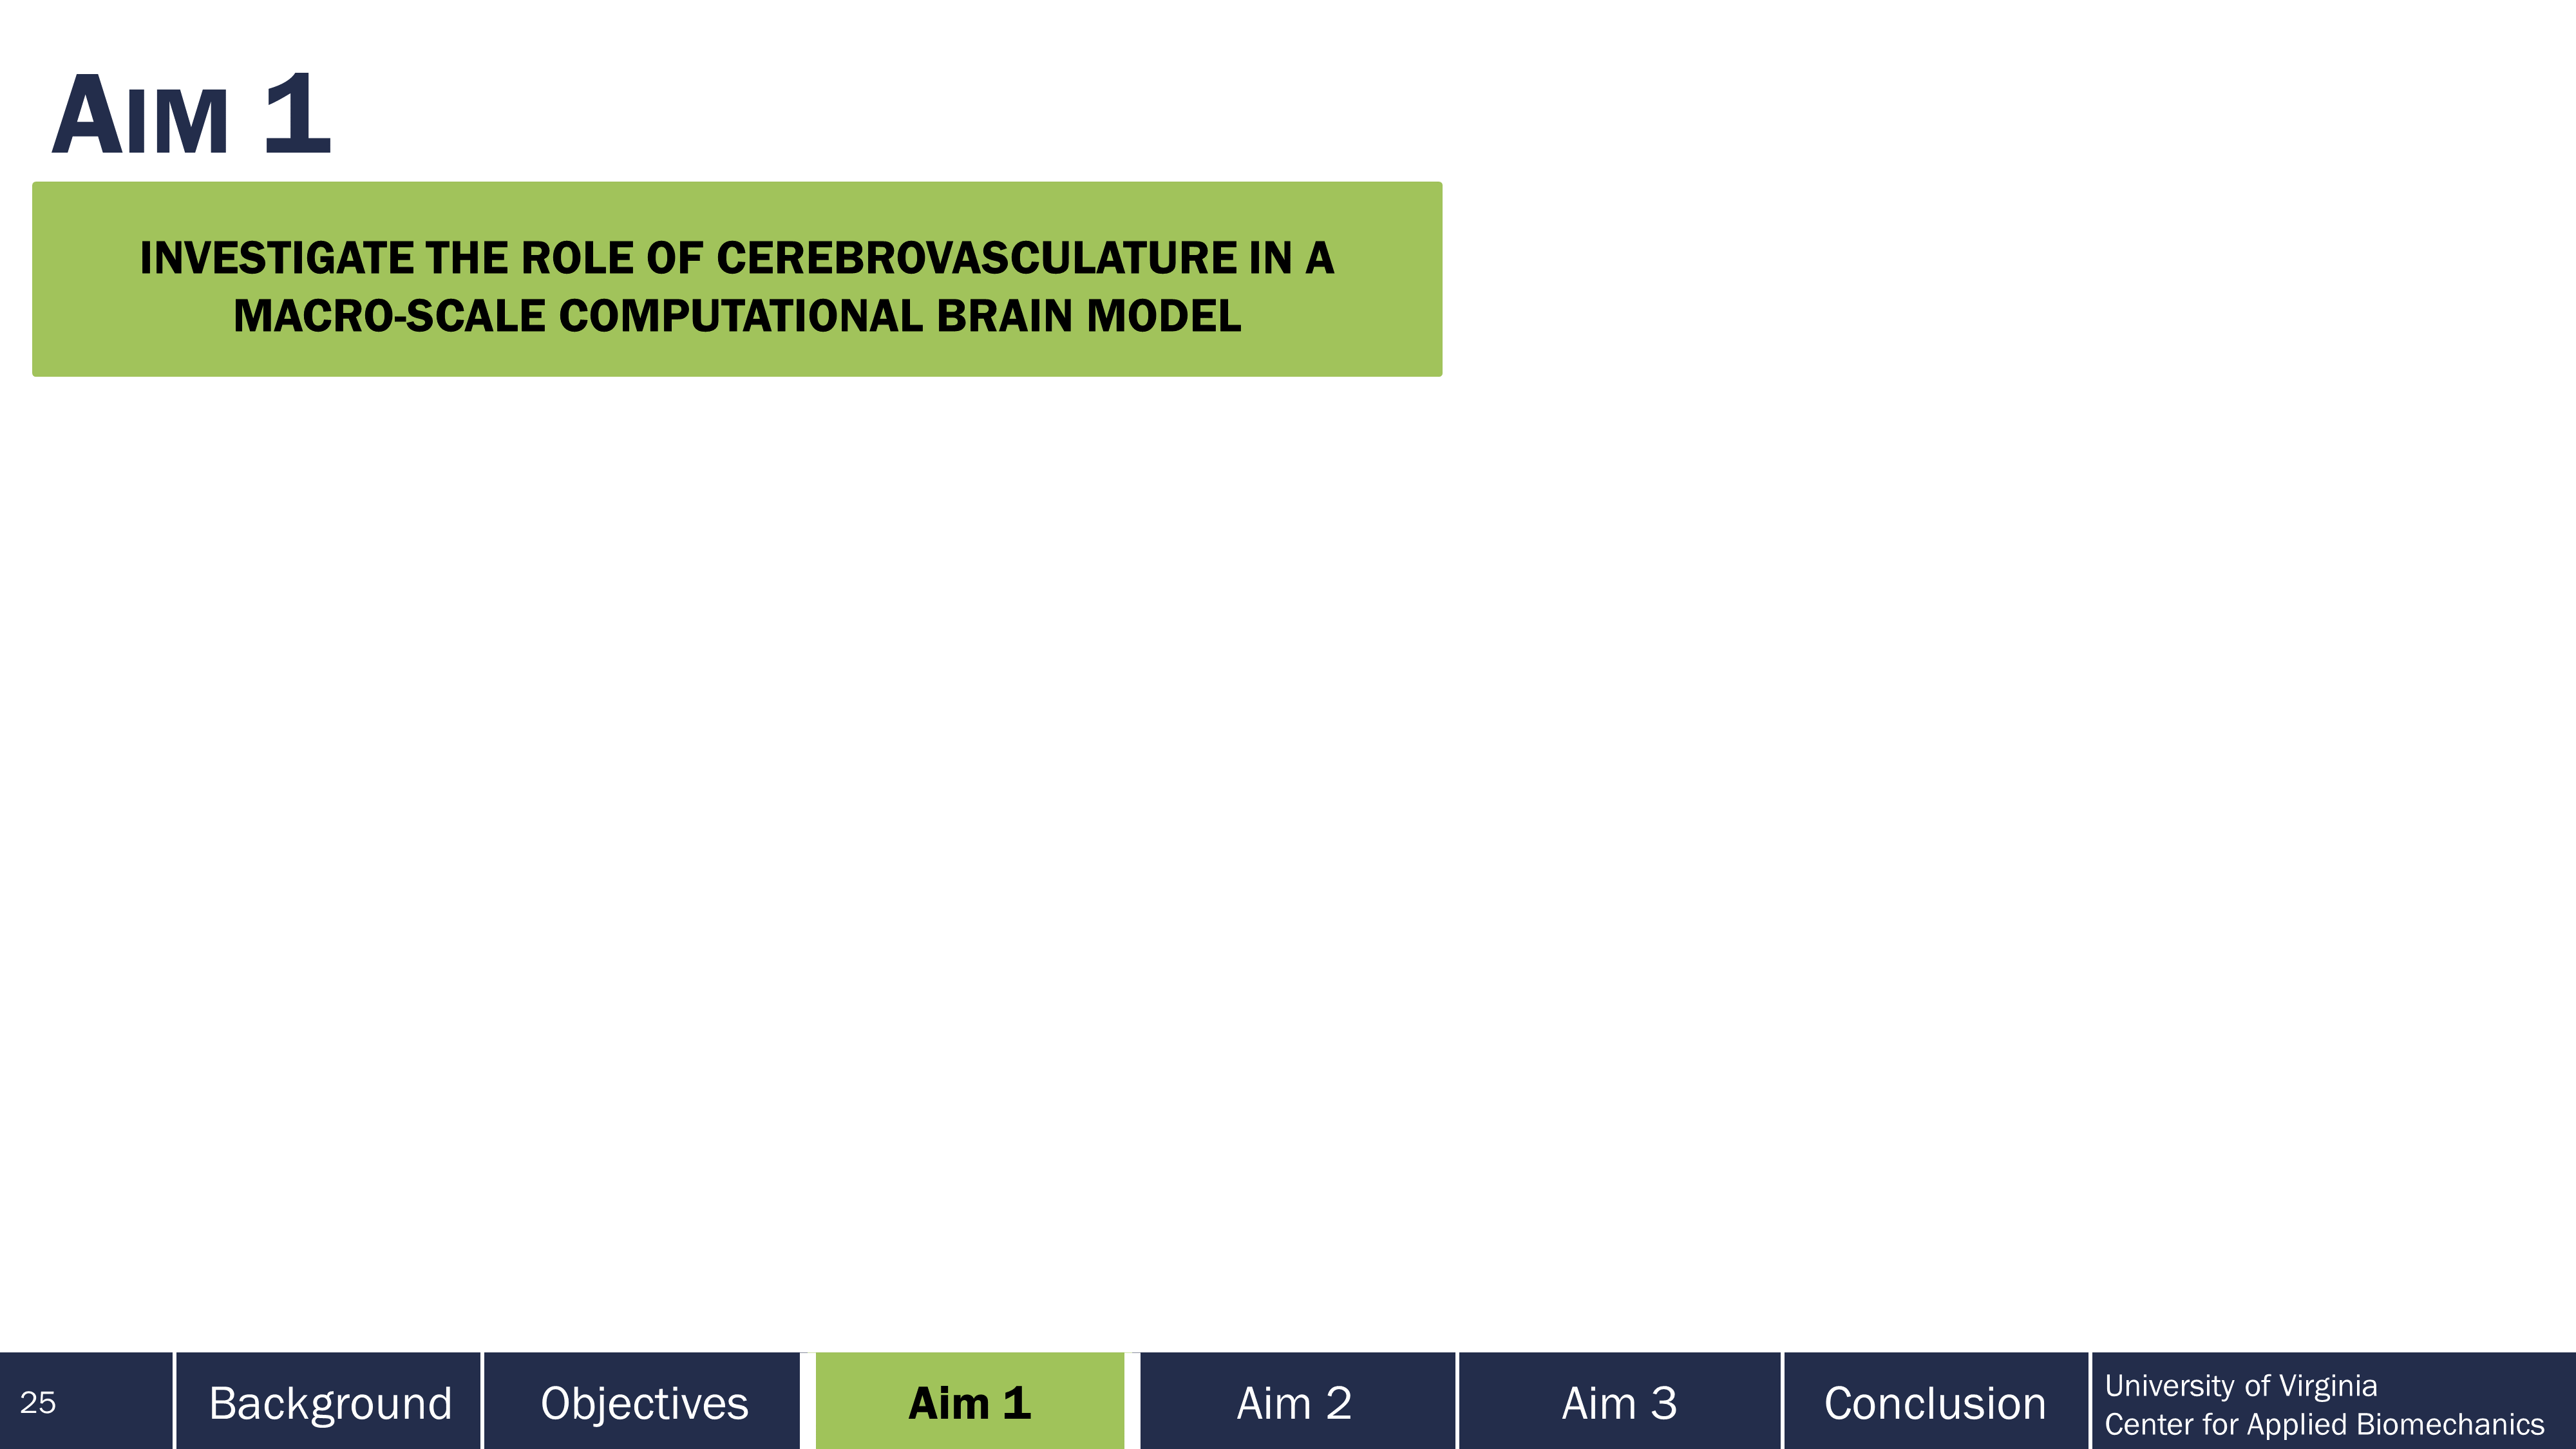 AIM 1
INVESTIGATE THE ROLE OF CEREBROVASCULATURE IN A
MACRO-SCALE COMPUTATIONAL BRAIN MODEL
25
Background
Objectives
Aim 1
Aim 2
Aim 3
Conclusion
University of Virginia
Center for Applied Biomechanics